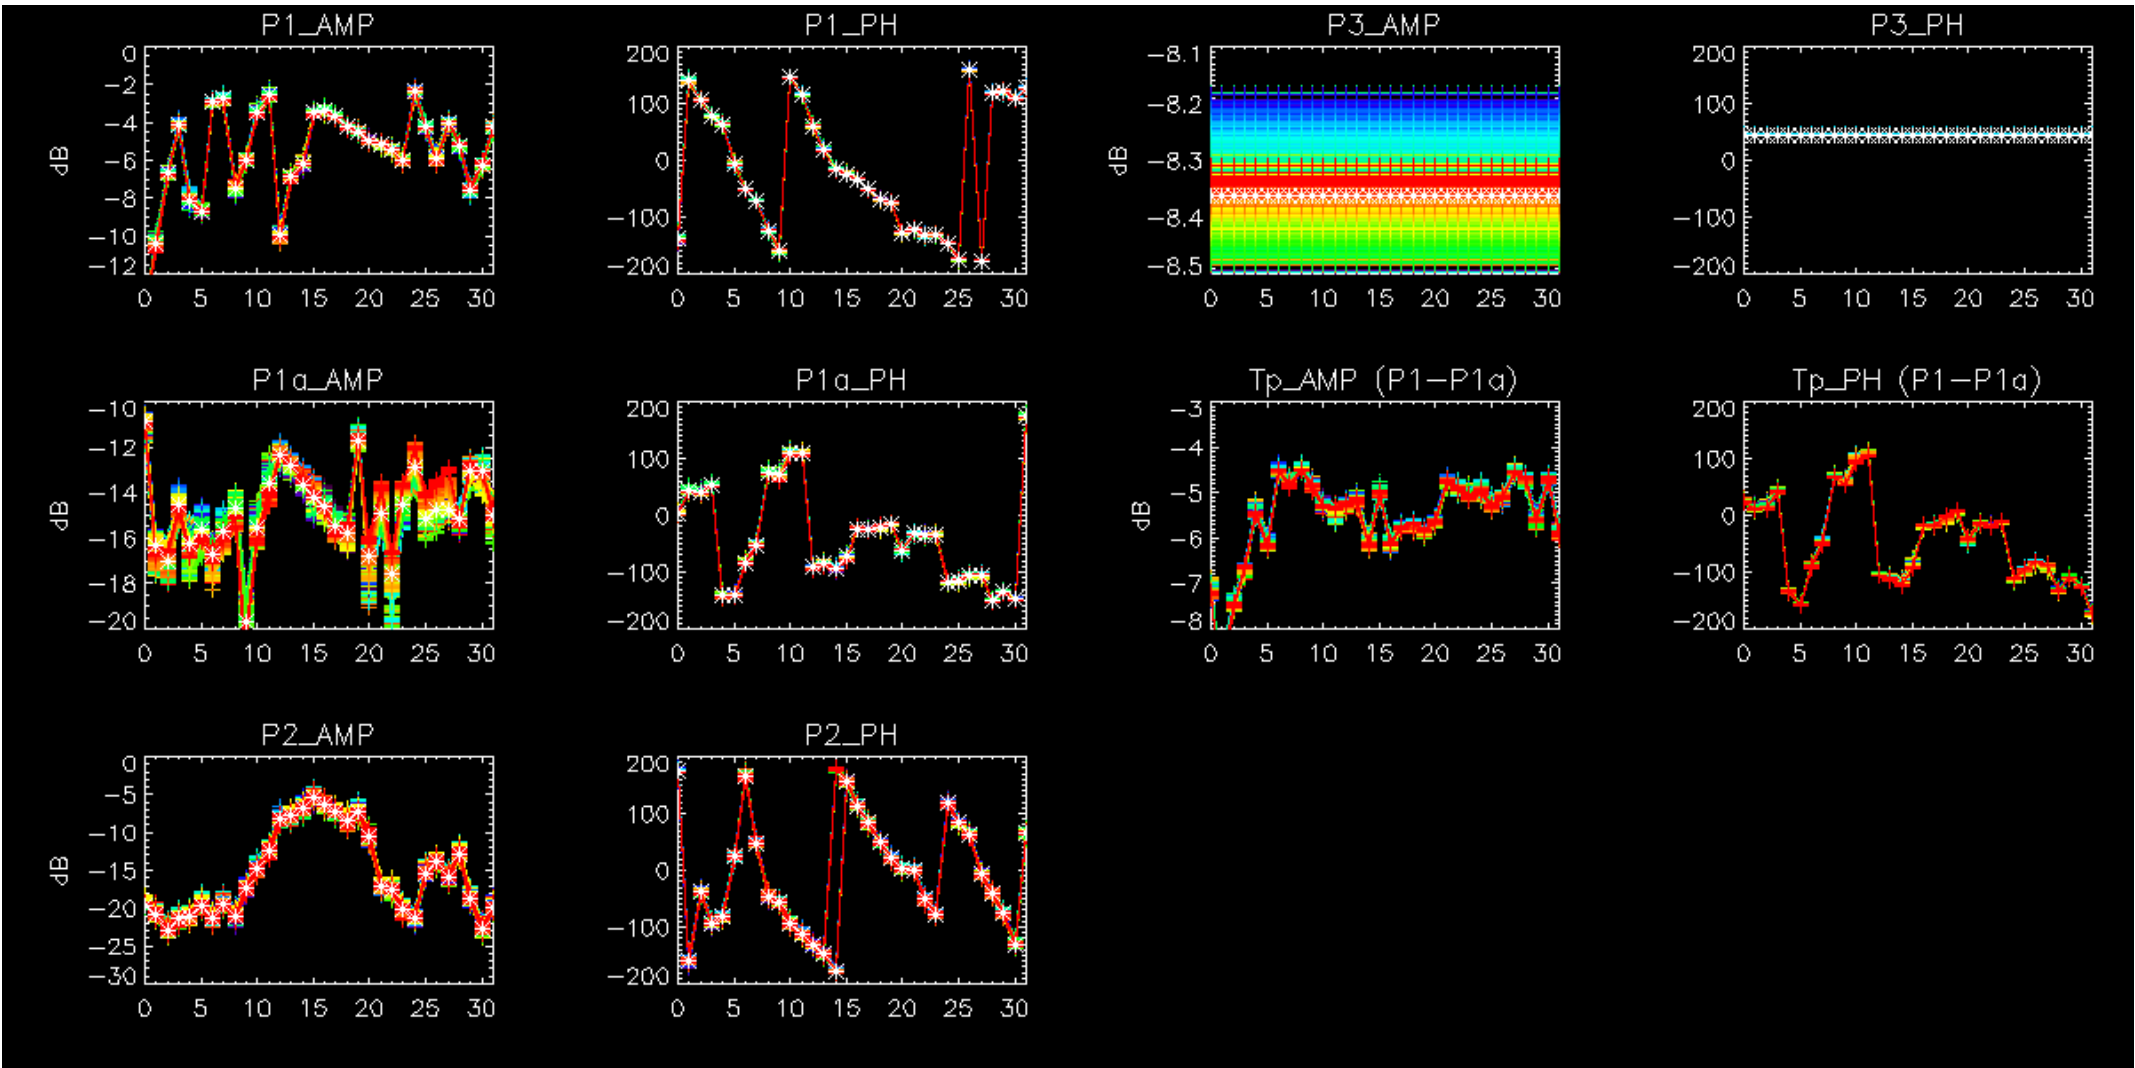 P1_AMP
dB
0
−2
−4
−6
−8
−10
−12
0 5 10 15 20 25 30
P1_PH
200
100
0
−100
−200
0 5 10 15 20 25 30
P3_AMP
dB
−8.1
−8.2
−8.3
−8.4
−8.5
0 5 10 15 20 25 30
P3_PH
200
100
0
−100
−200
0 5 10 15 20 25 30
P1a_AMP
dB
−10
−12
−14
−16
−18
−20
0 5 10 15 20 25 30
P1a_PH
200
100
0
−100
−200
0 5 10 15 20 25 30
Tp_AMP (P1−P1a)
dB
−3
−4
−5
−6
−7
−8
0 5 10 15 20 25 30
Tp_PH (P1−P1a)
200
100
0
−100
−200
0 5 10 15 20 25 30
P2_AMP
dB
0
−5
−10
−15
−20
−25
−30
0 5 10 15 20 25 30
P2_PH
200
100
0
−100
−200
0 5 10 15 20 25 30